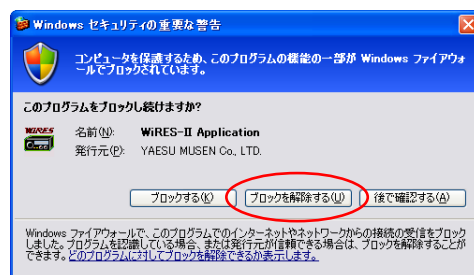 Windows セキュリティの重要な警告
コンピュータを保護するため、このプログラムの機能の一部が Windows ファイアウォ
ールでブロックされています。
このプログラムをブロックし続けますか?
WiRES
名前(N): WiRES-II Application
発行元(P): YAESU MUSEN Co., LTD.
ブロックする(K) ブロックを解除する(U) 後で確認する(A)
Windows ファイアウォールで、このプログラムでのインターネットやネットワークからの接続の受信をブロック
しました。プログラムを認識している場合、または発行元が信頼できる場合は、ブロックを解除することが
できます。どのプログラムに対してブロックを解除できるか表示します。